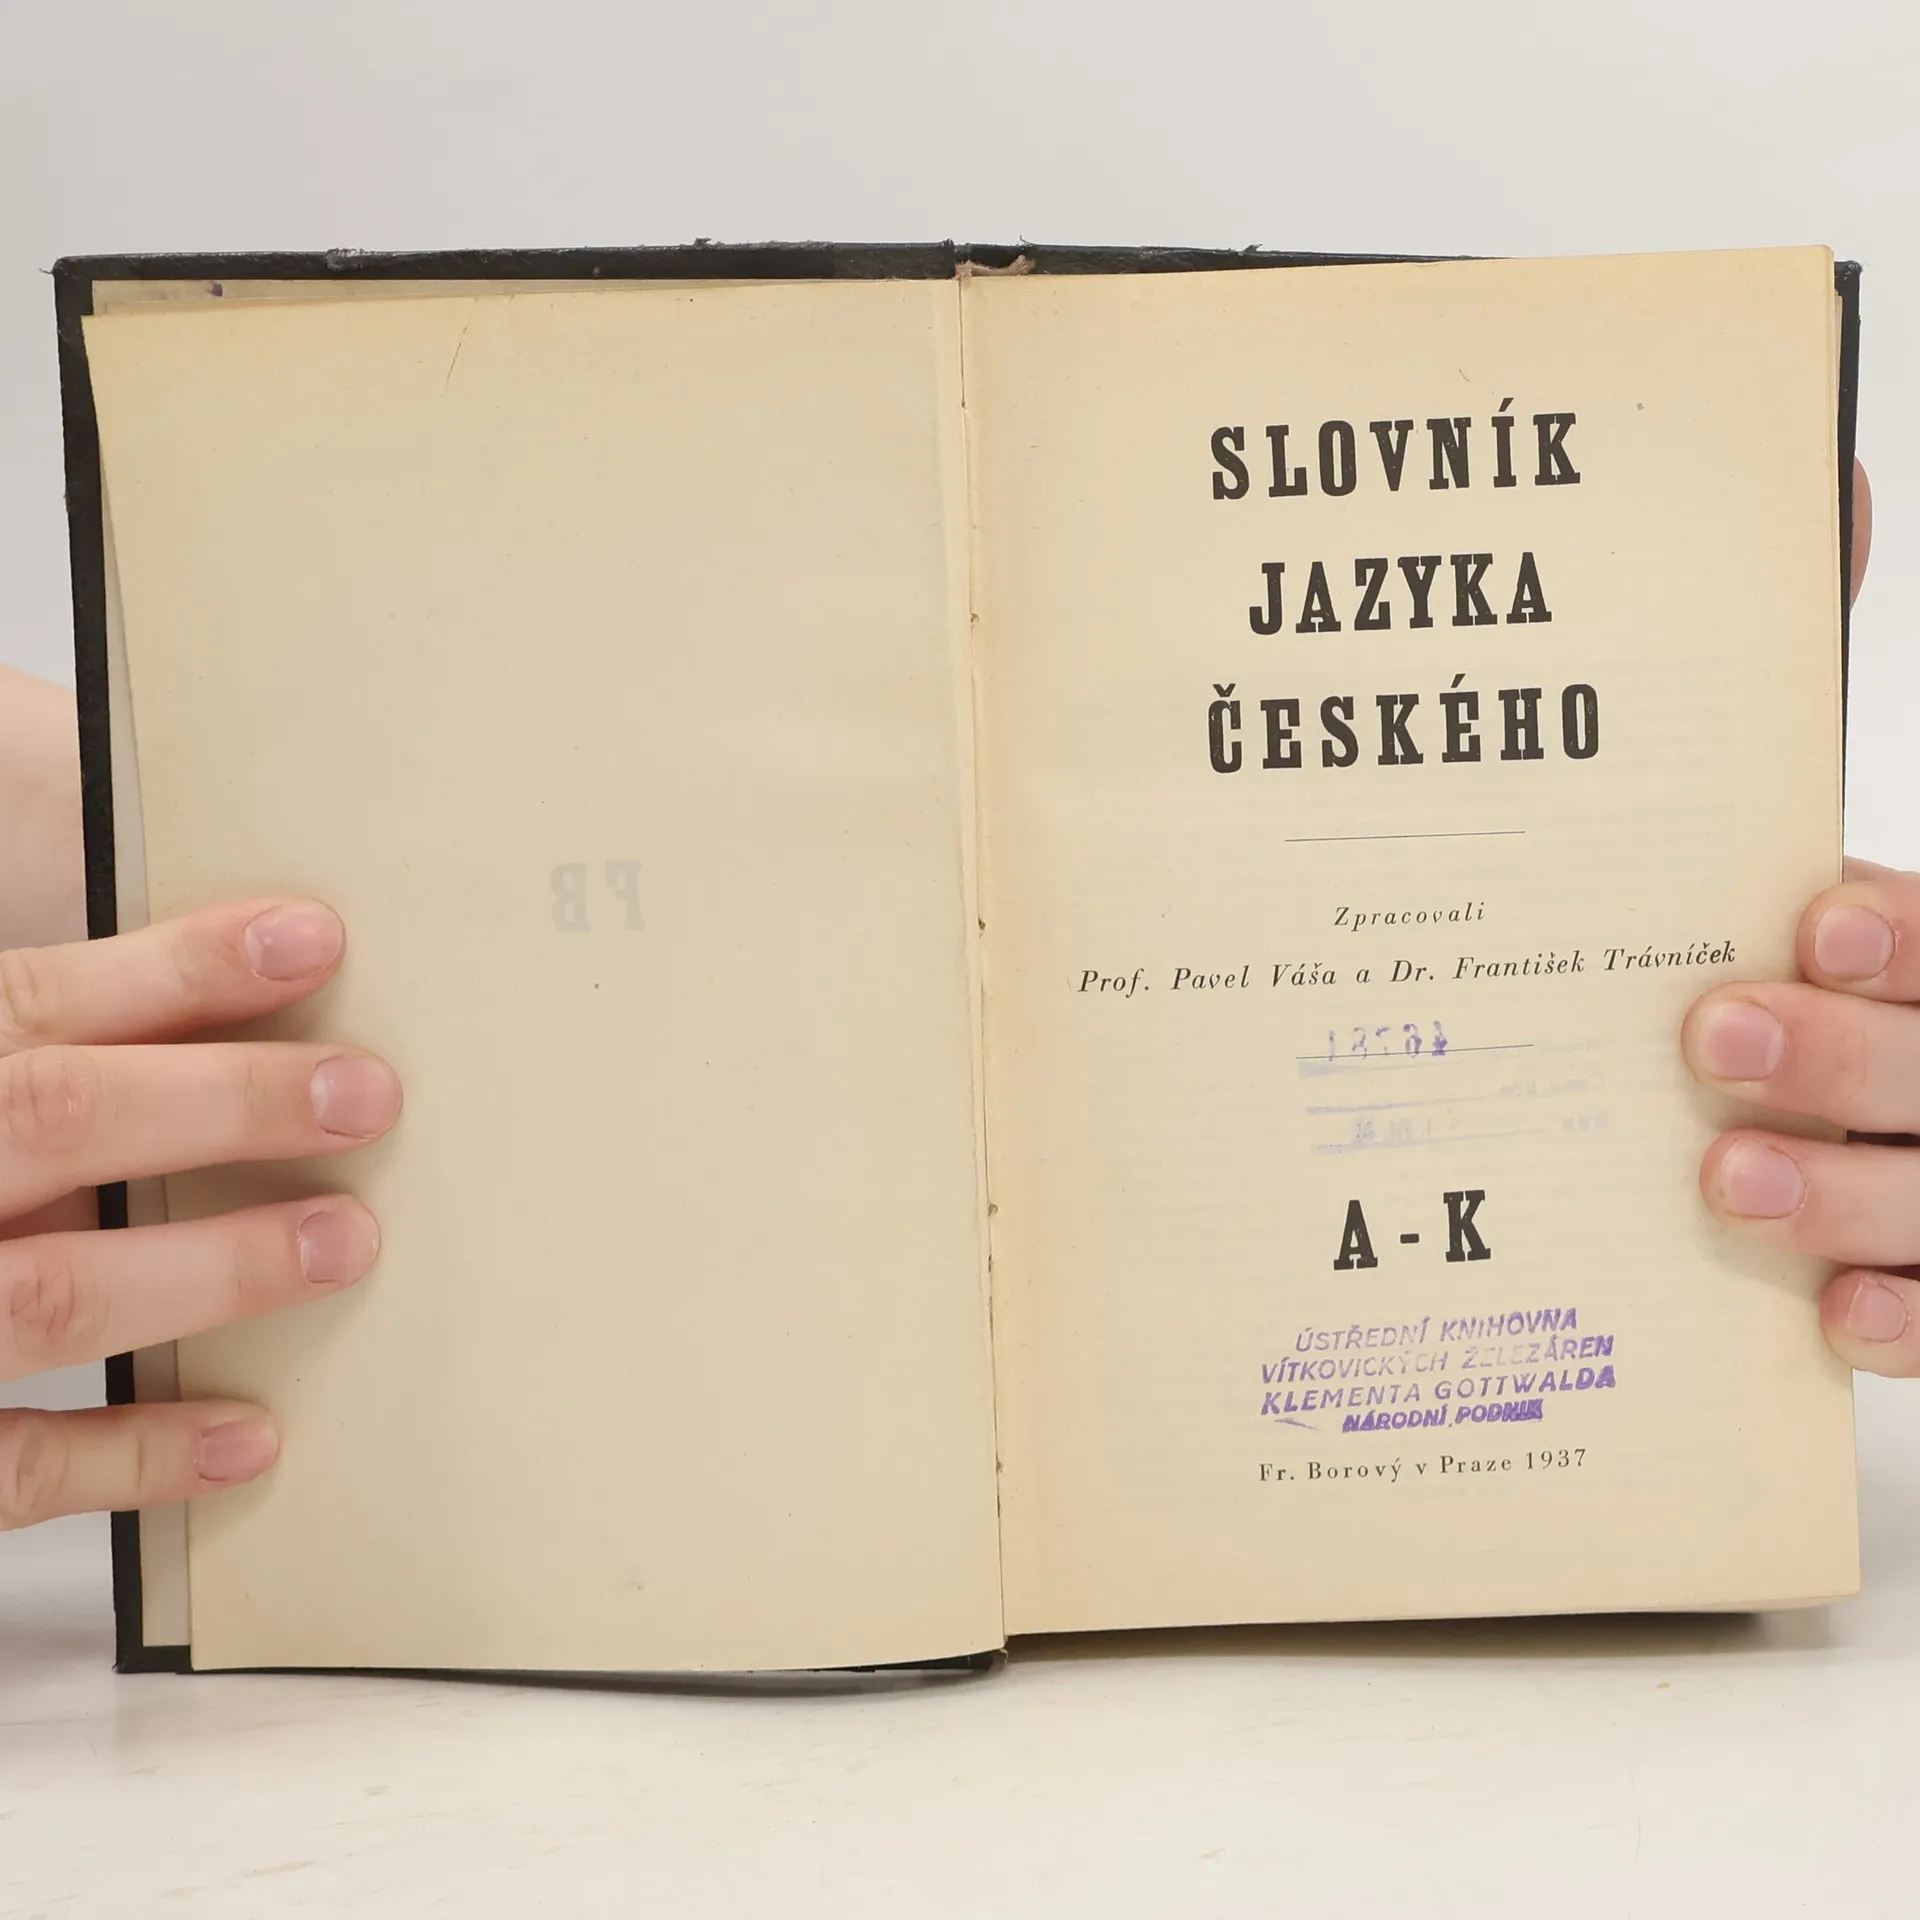 SLOVNÍK
JAZYKA
ČESKÉHO
Zpracovali
Prof. Pavel Váša a Dr. František Trávníček
A-K
ÚSTŘEDNÍ KNIHOVNA
VÍTKOVICKÝCH ŽELEZÁREN
KLEMENTA GOTTWALDA
NÁRODNÍ PODNIK
Fr. Borový v Praze 1937
FB